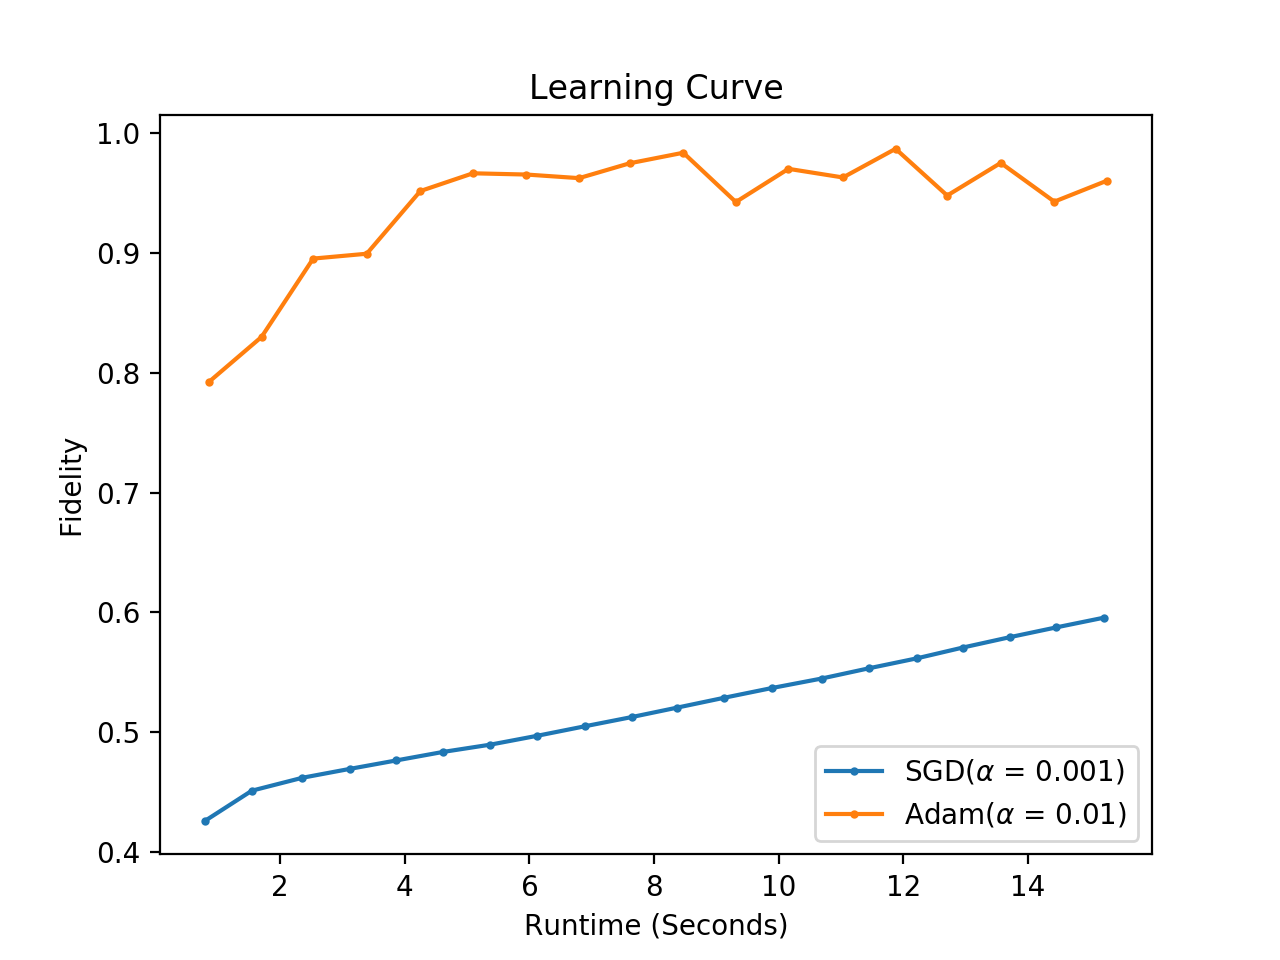 Learning Curve
1.0
0.9
0.8
0.7
0.6
0.5
0.4
Fidelity
SGD(α = 0.001)
Adam(α = 0.01)
2 4 6 8 10 12 14
Runtime (Seconds)